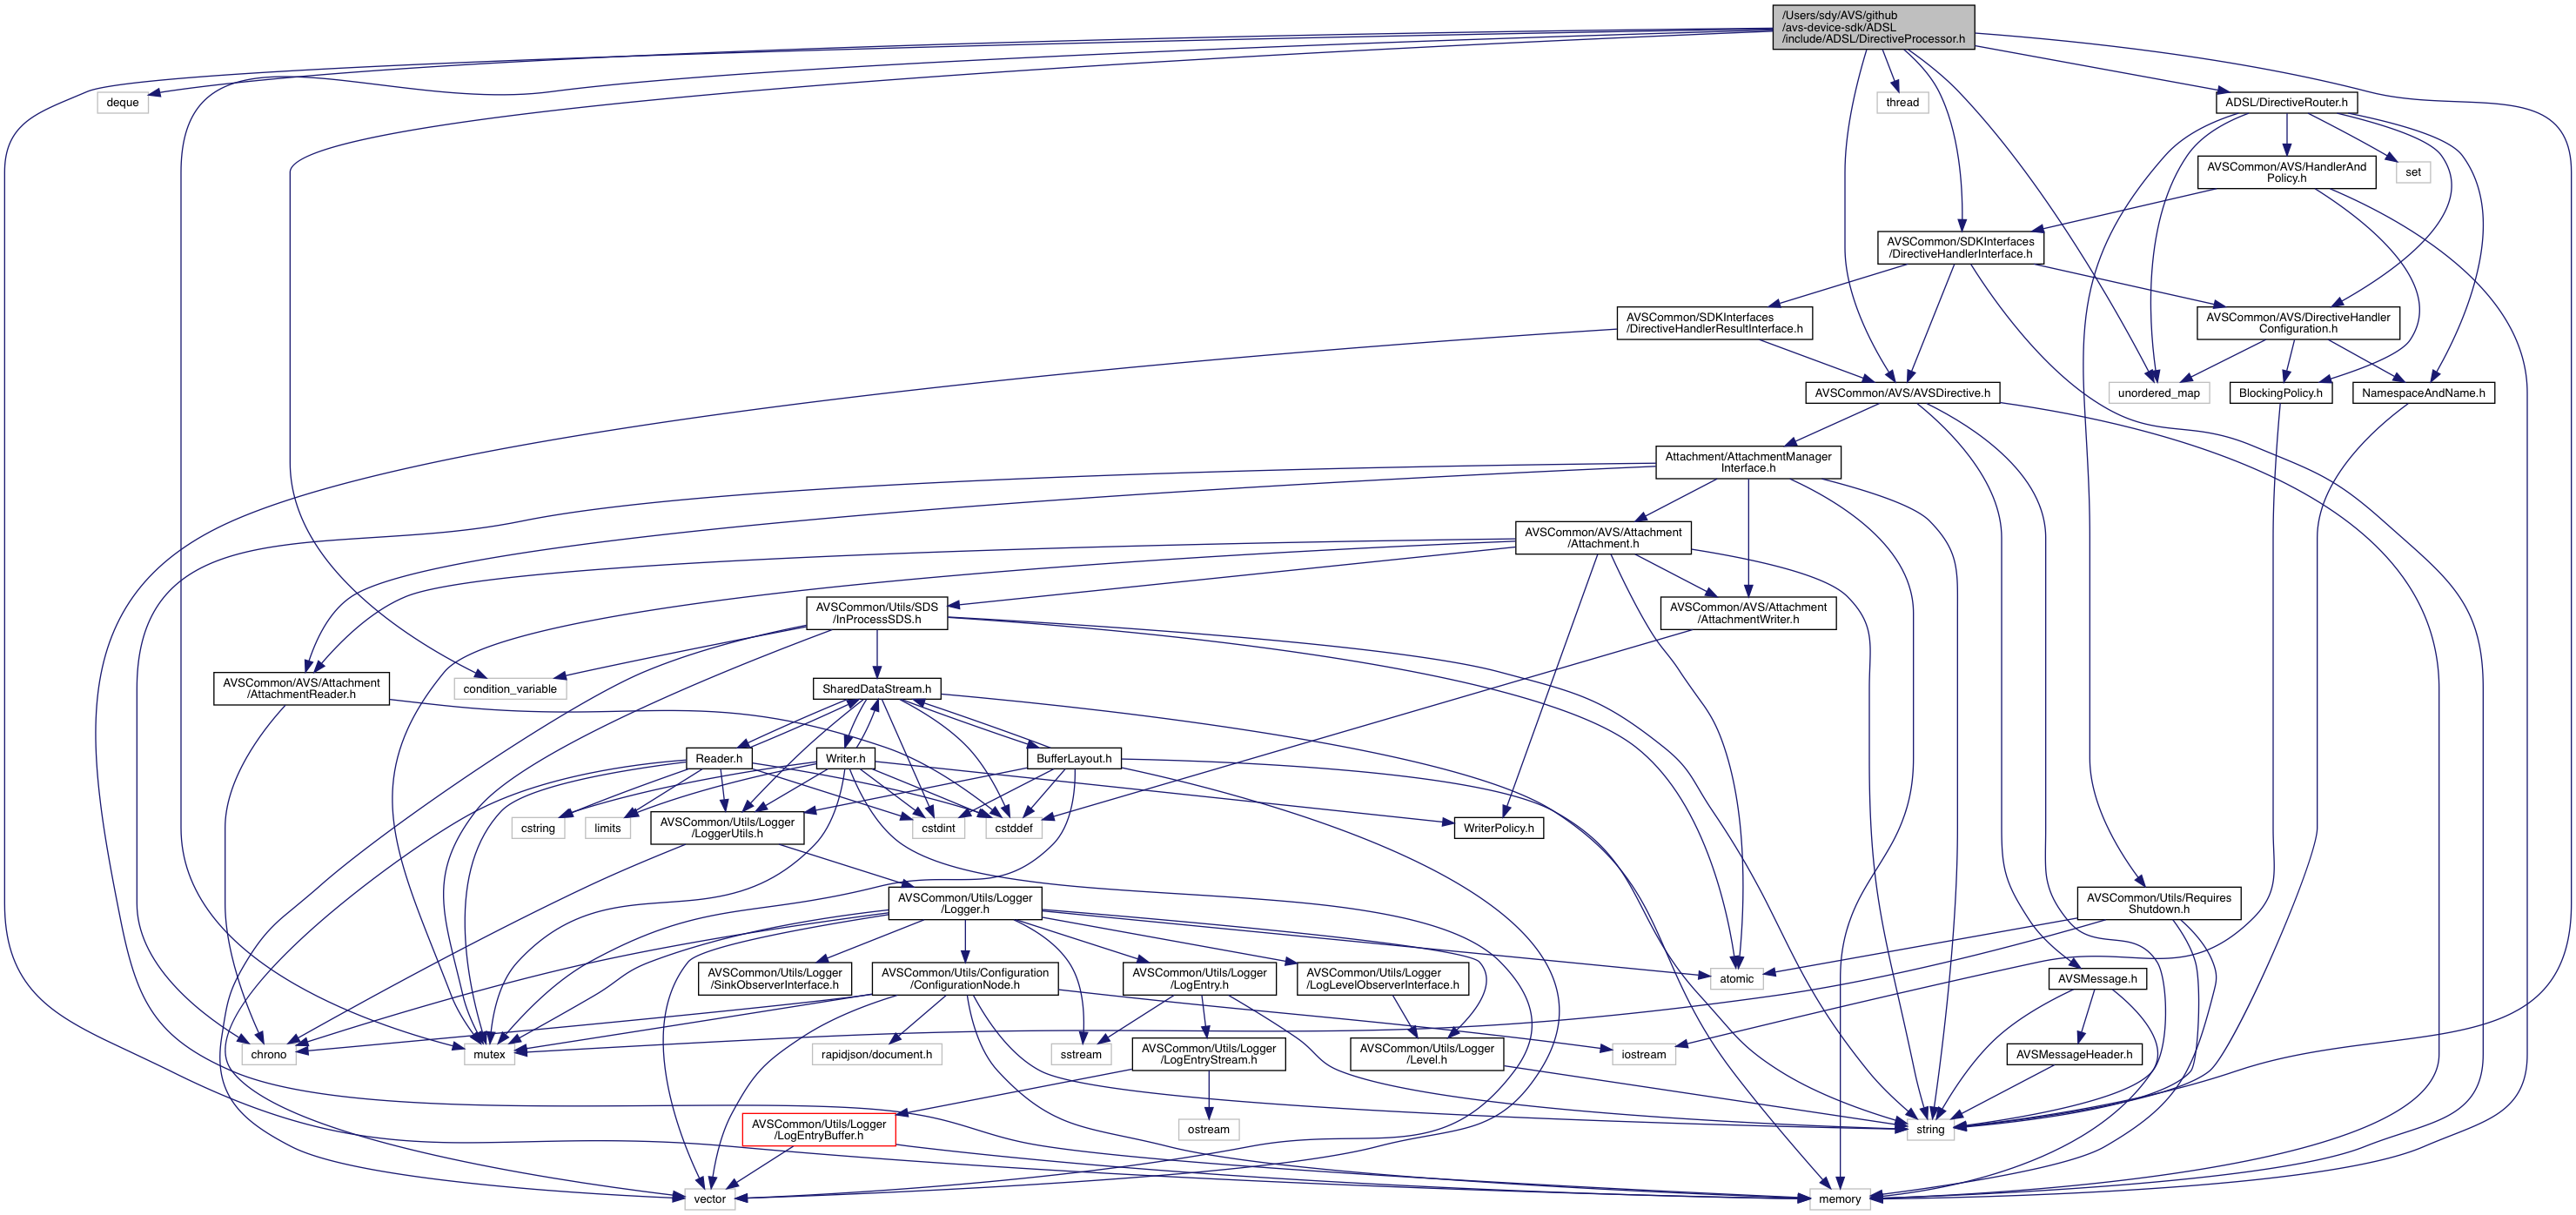 /Users/sdy/AVS/github
/avs-device-sdk/ADSL
/include/ADSL/DirectiveProcessor.h
deque
thread
ADSL/DirectiveRouter.h
AVSCommon/AVS/HandlerAnd
Policy.h
set
AVSCommon/SDKInterfaces
/DirectiveHandlerInterface.h
AVSCommon/SDKInterfaces
/DirectiveHandlerResultInterface.h
AVSCommon/AVS/DirectiveHandler
Configuration.h
AVSCommon/AVS/AVSDirective.h
unordered_map
BlockingPolicy.h
NamespaceAndName.h
Attachment/AttachmentManager
Interface.h
AVSCommon/AVS/Attachment
/Attachment.h
AVSCommon/Utils/SDS
/InProcessSDS.h
AVSCommon/AVS/Attachment
/AttachmentWriter.h
AVSCommon/AVS/Attachment
/AttachmentReader.h
condition_variable
SharedDataStream.h
Reader.h
Writer.h
BufferLayout.h
cstring
limits
AVSCommon/Utils/Logger
/LoggerUtils.h
cstdint
cstddef
WriterPolicy.h
AVSCommon/Utils/Logger
/Logger.h
AVSCommon/Utils/Requires
Shutdown.h
AVSCommon/Utils/Logger
/SinkObserverInterface.h
AVSCommon/Utils/Configuration
/ConfigurationNode.h
AVSCommon/Utils/Logger
/LogEntry.h
AVSCommon/Utils/Logger
/LogLevelObserverInterface.h
atomic
AVSMessage.h
chrono
mutex
rapidjson/document.h
sstream
AVSCommon/Utils/Logger
/LogEntryStream.h
iostream
AVSCommon/Utils/Logger
/Level.h
AVSMessageHeader.h
AVSCommon/Utils/Logger
/LogEntryBuffer.h
ostream
string
vector
memory